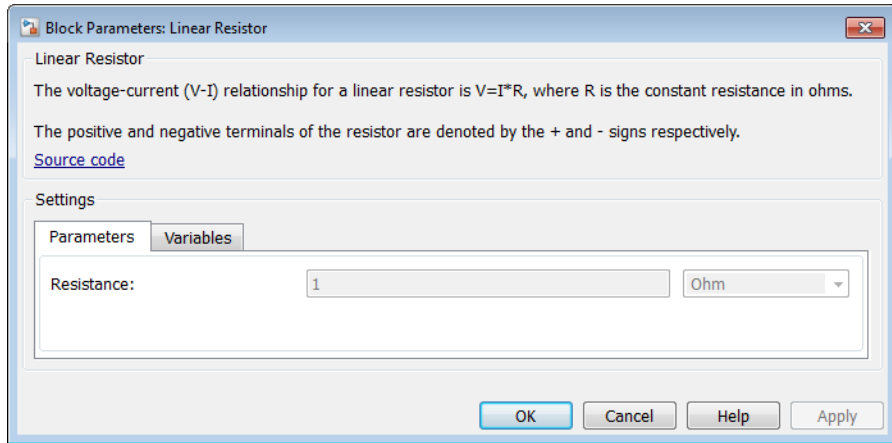 Block Parameters: Linear Resistor
Linear Resistor
The voltage-current (V-I) relationship for a linear resistor is V=I*R, where R is the constant resistance in ohms.
The positive and negative terminals of the resistor are denoted by the + and - signs respectively.
Source code
Settings
Parameters Variables
Resistance: 1 Ohm
OK Cancel Help Apply